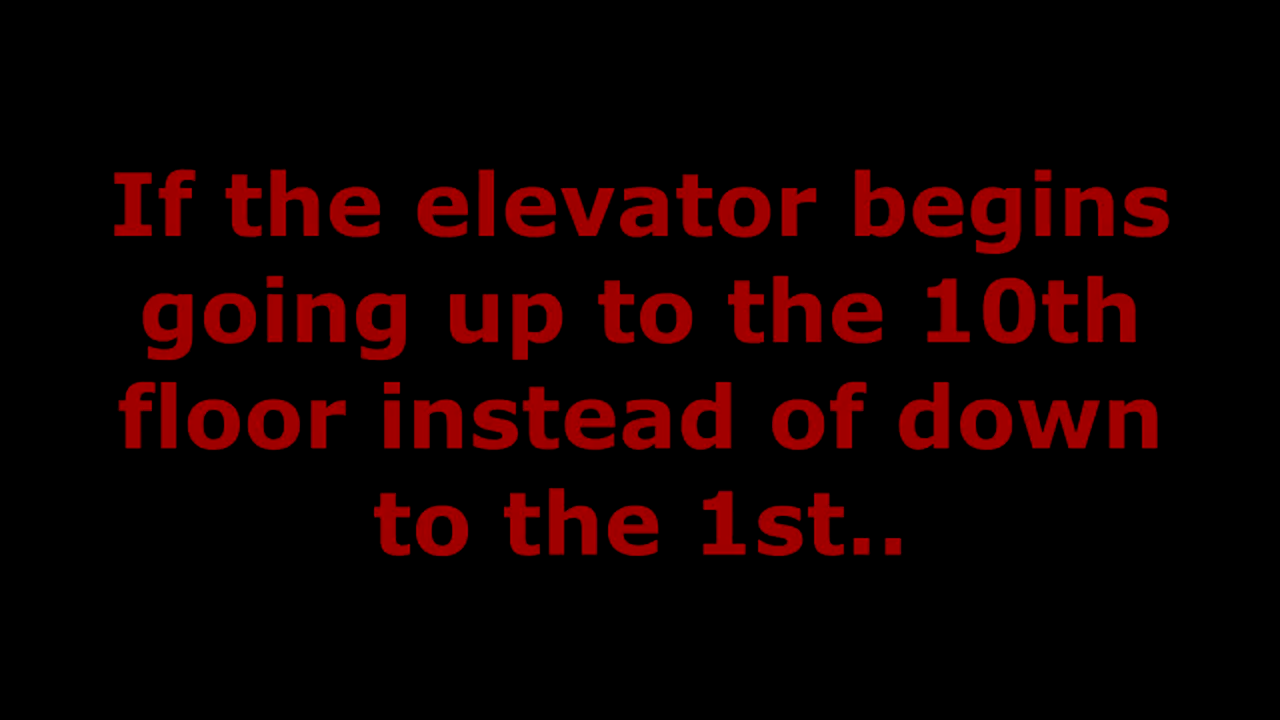 If the elevator begins
going up to the 10th
floor instead of down
to the 1st..